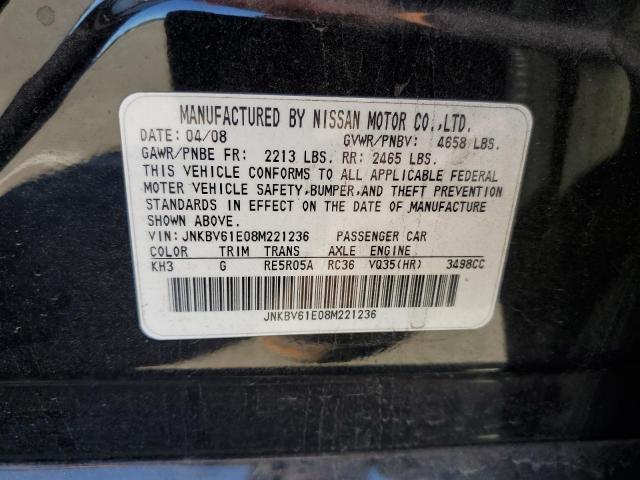 MANUFACTURED BY NISSAN MOTOR CO.,LTD.
DATE: 04/08 GVWR/PNBV: 4658 LBS.
GAWR/PNBE FR: 2213 LBS. RR: 2465 LBS.
THIS VEHICLE CONFORMS TO ALL APPLICABLE FEDERAL
MOTER VEHICLE SAFETY,BUMPER,AND THEFT PREVENTION
STANDARDS IN EFFECT ON THE DATE OF MANUFACTURE
SHOWN ABOVE.
VIN:JNKBV61E08M221236 PASSENGER CAR
COLOR TRIM TRANS AXLE ENGINE
KH3 G RE5R05A RC36 VQ35(HR) 3498CC
JNKBV61E08M221236